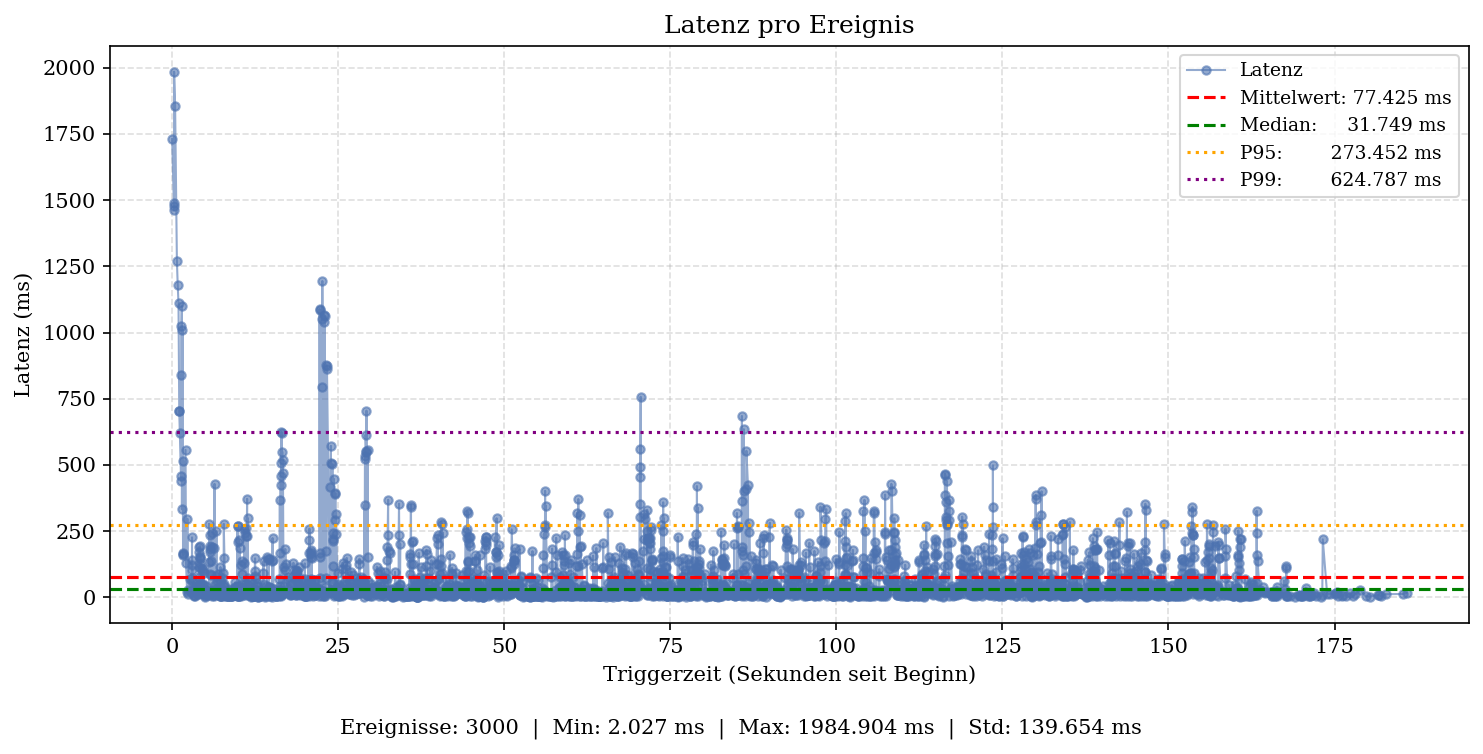 Latenz pro Ereignis
Latenz
Mittelwert: 77.425 ms
Median: 31.749 ms
P95: 273.452 ms
P99: 624.787 ms
Latenz (ms)
2000
1750
1500
1250
1000
750
500
250
0
0 25 50 75 100 125 150 175
Triggerzeit (Sekunden seit Beginn)
Ereignisse: 3000 | Min: 2.027 ms | Max: 1984.904 ms | Std: 139.654 ms